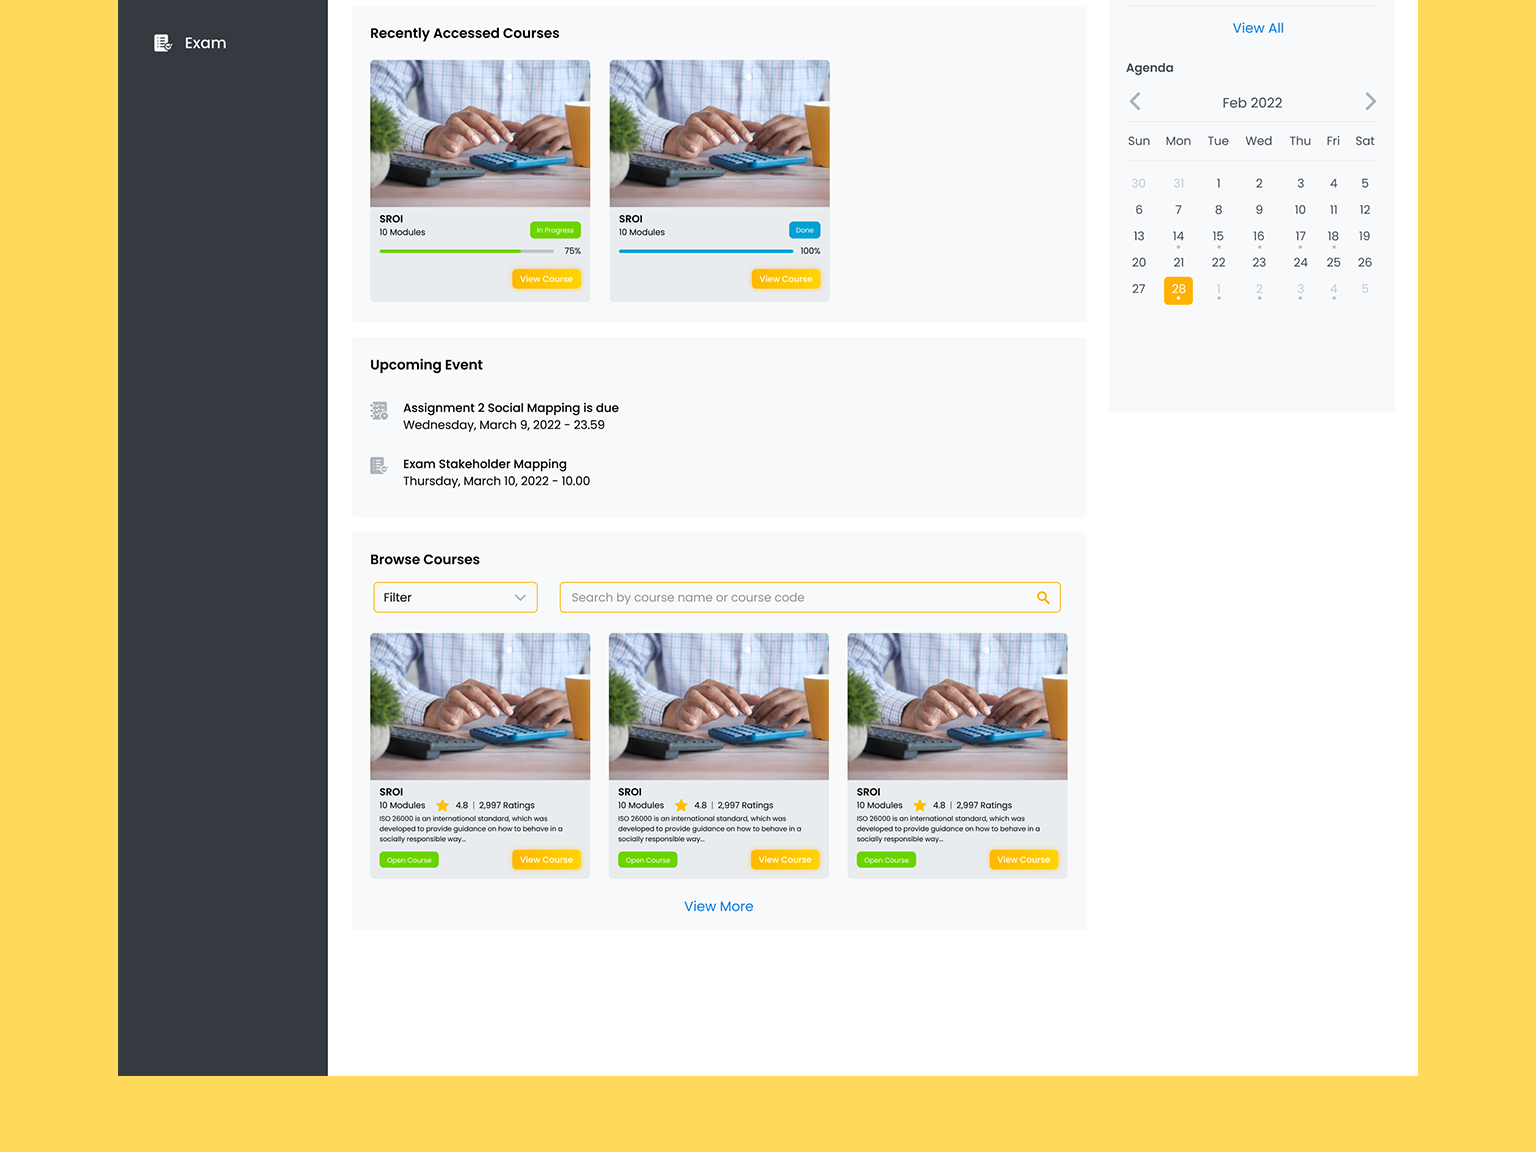 Exam
Recently Accessed Courses
SROI
10 Modules
In Progress
75%
View Course
SROI
10 Modules
Done
100%
View Course
Upcoming Event
Assignment 2 Social Mapping is due
Wednesday, March 9, 2022 - 23.59
Exam Stakeholder Mapping
Thursday, March 10, 2022 - 10.00
Browse Courses
Filter
Search by course name or course code
SROI
10 Modules 4.8 | 2,997 Ratings
ISO 26000 is an international standard, which was
developed to provide guidance on how to behave in a
socially responsible way...
Open Course
View Course
SROI
10 Modules 4.8 | 2,997 Ratings
ISO 26000 is an international standard, which was
developed to provide guidance on how to behave in a
socially responsible way...
Open Course
View Course
SROI
10 Modules 4.8 | 2,997 Ratings
ISO 26000 is an international standard, which was
developed to provide guidance on how to behave in a
socially responsible way...
Open Course
View Course
View More
View All
Agenda
Feb 2022
Sun Mon Tue Wed Thu Fri Sat
30 31 1 2 3 4 5
6 7 8 9 10 11 12
13 14 15 16 17 18 19
20 21 22 23 24 25 26
27 28 1 2 3 4 5